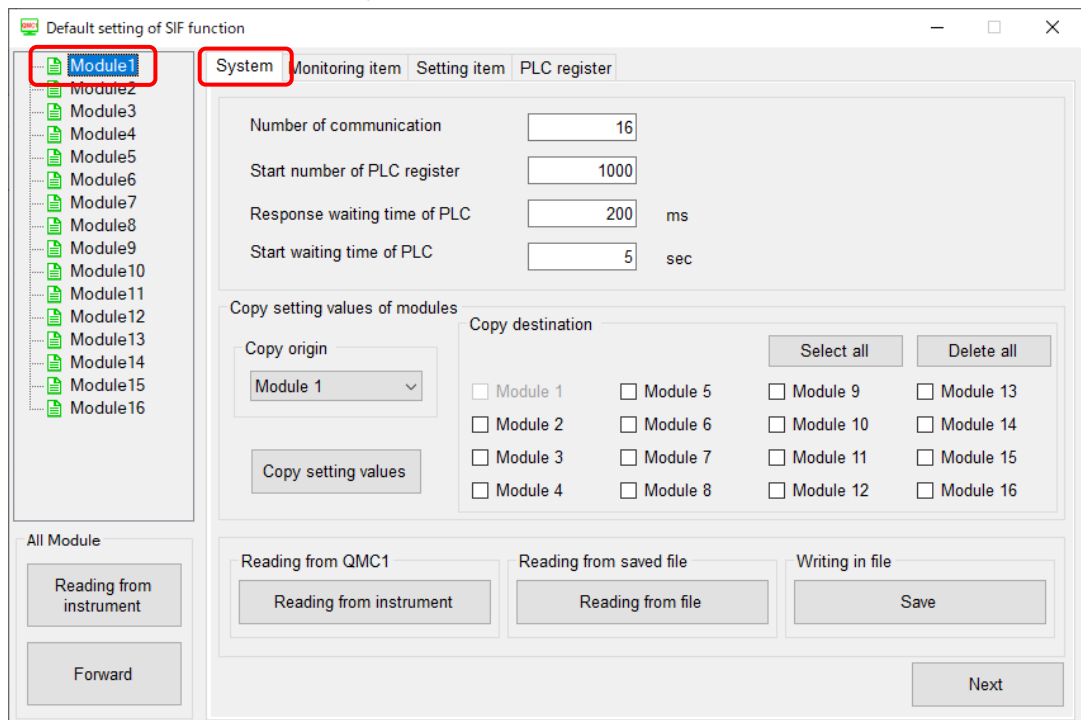 QMC1
Default setting of SIF function
Module1
Module2
Module3
Module4
Module5
Module6
Module7
Module8
Module9
Module10
Module11
Module12
Module13
Module14
Module15
Module16
All Module
Reading from
instrument
Forward
System Monitoring item Setting item PLC register
Number of communication 16
Start number of PLC register 1000
Response waiting time of PLC 200 ms
Start waiting time of PLC 5 sec
Copy setting values of modules
Copy origin
Module 1
Copy setting values
Copy destination
Select all Delete all
Module 1 Module 5 Module 9 Module 13
Module 2 Module 6 Module 10 Module 14
Module 3 Module 7 Module 11 Module 15
Module 4 Module 8 Module 12 Module 16
Reading from QMC1 Reading from saved file Writing in file
Reading from instrument Reading from file Save
Next